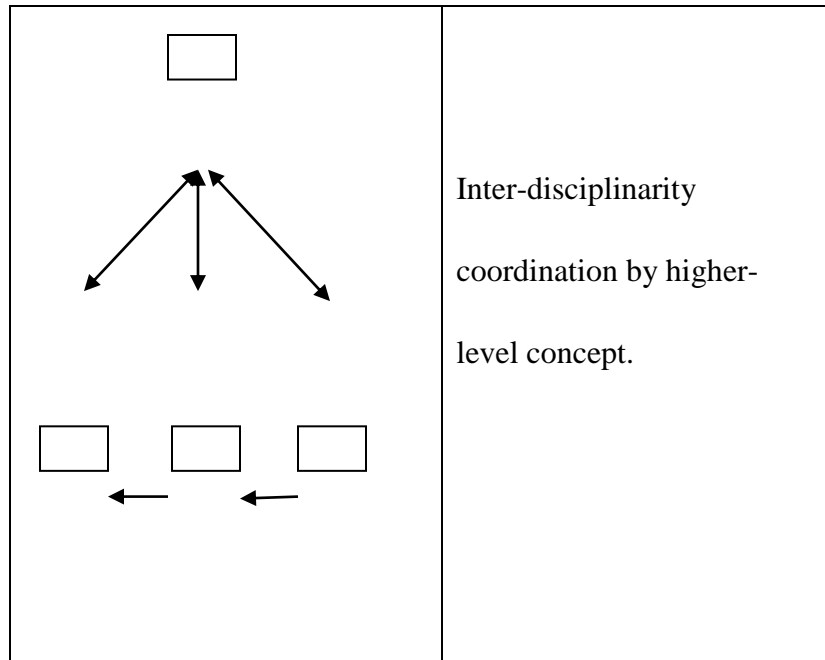 Inter-disciplinarity
coordination by higher-
level concept.